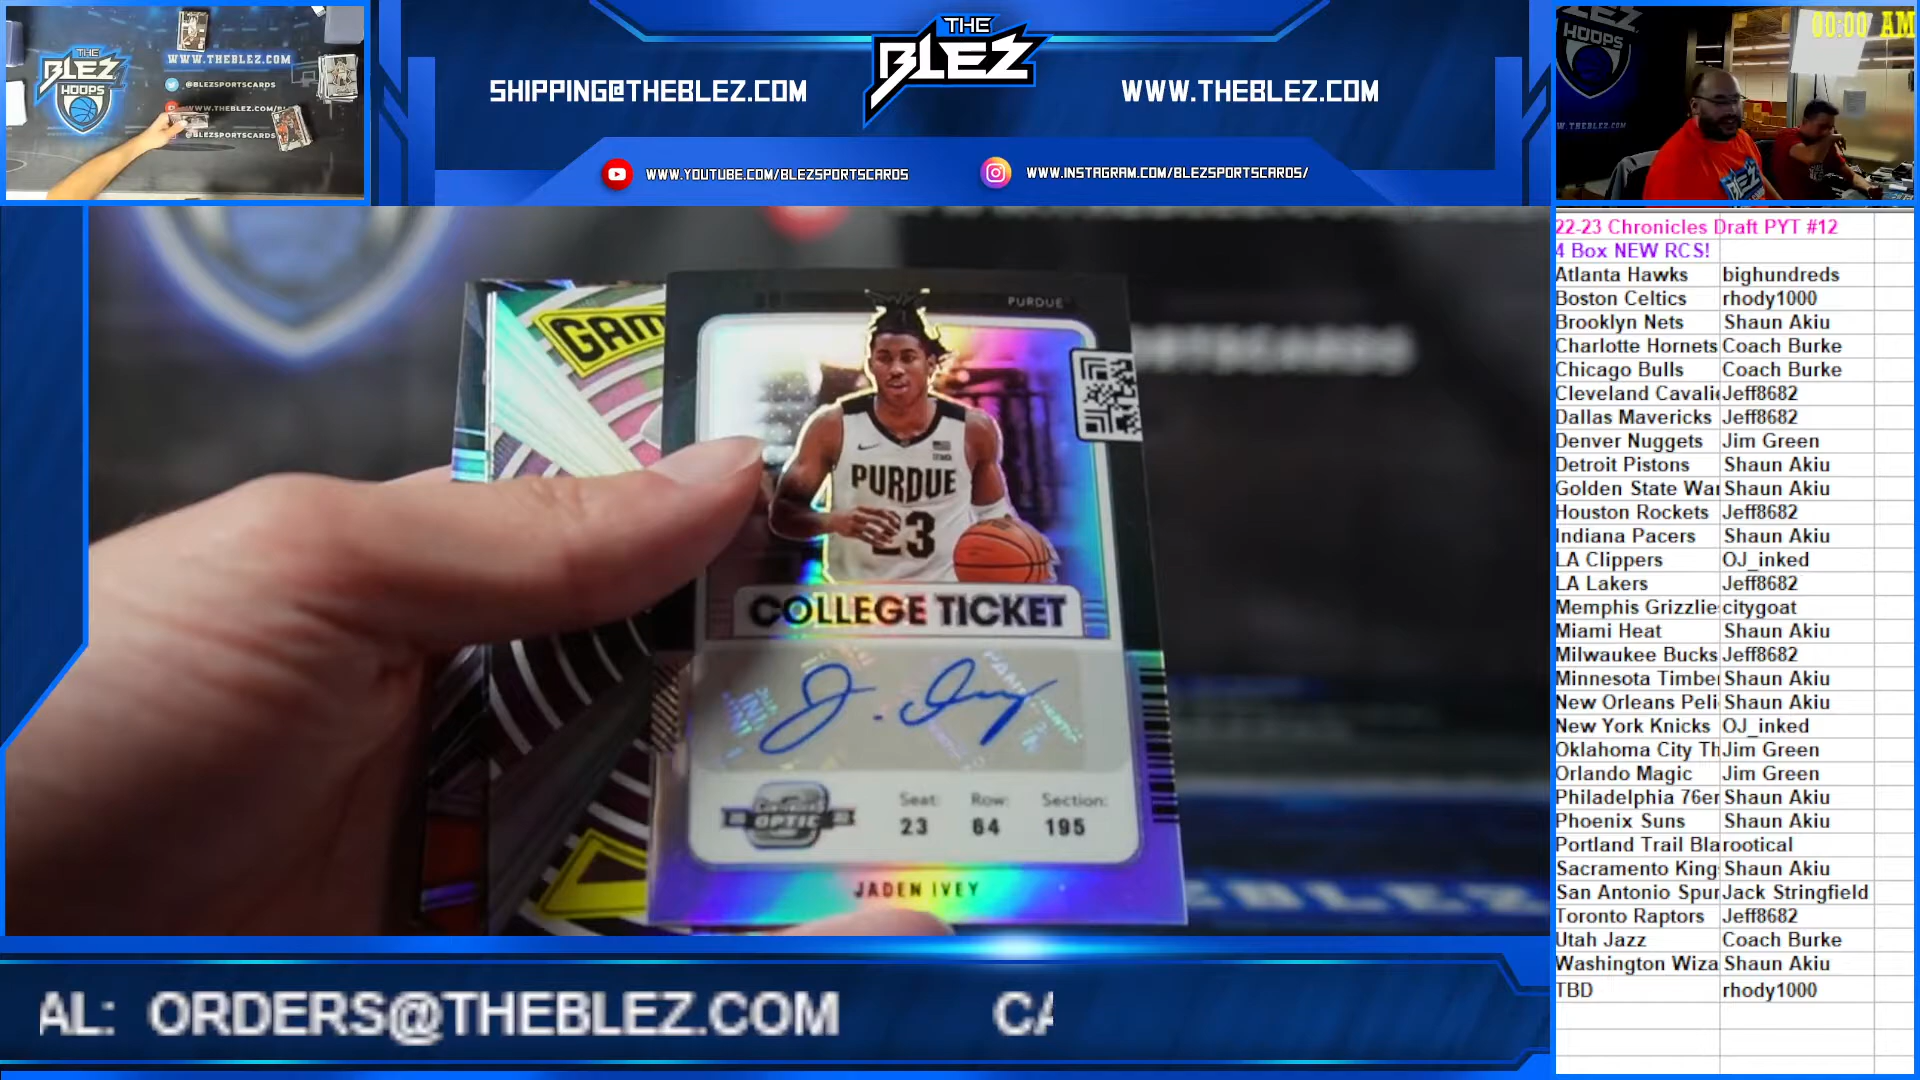 THE
BLEZ
HOOPS
WWW.THEBLEZ.COM
@BLEZSPORTSCARDS
@BLEZSPORTSCARDS
SHIPPING@THEBLEZ.COM
THE
BLEZ
WWW.THEBLEZ.COM
WWW.YOUTUBE.COM/BLEZSPORTSCARDS
WWW.INSTAGRAM.COM/BLEZSPORTSCARDS/
HOOPS
00:00 AM
BLEZ
PURDUE
GAM
PURDUE
23
COLLEGE TICKET
J. Ivey
OPTIC
Seat: Row: Section:
23 64 195
JADEN IVEY
AL: ORDERS@THEBLEZ.COM CA
22-23 Chronicles Draft PYT #12
4 Box NEW RCS!
Atlanta Hawks bighundreds
Boston Celtics rhody1000
Brooklyn Nets Shaun Akiu
Charlotte Hornets Coach Burke
Chicago Bulls Coach Burke
Cleveland Cavalie Jeff8682
Dallas Mavericks Jeff8682
Denver Nuggets Jim Green
Detroit Pistons Shaun Akiu
Golden State War Shaun Akiu
Houston Rockets Jeff8682
Indiana Pacers Shaun Akiu
LA Clippers OJ_inked
LA Lakers Jeff8682
Memphis Grizzlie citygoat
Miami Heat Shaun Akiu
Milwaukee Bucks Jeff8682
Minnesota Timbe Shaun Akiu
New Orleans Peli Shaun Akiu
New York Knicks OJ_inked
Oklahoma City Th Jim Green
Orlando Magic Jim Green
Philadelphia 76er Shaun Akiu
Phoenix Suns Shaun Akiu
Portland Trail Bla rootical
Sacramento King Shaun Akiu
San Antonio Spur Jack Stringfield
Toronto Raptors Jeff8682
Utah Jazz Coach Burke
Washington Wiza Shaun Akiu
TBD rhody1000